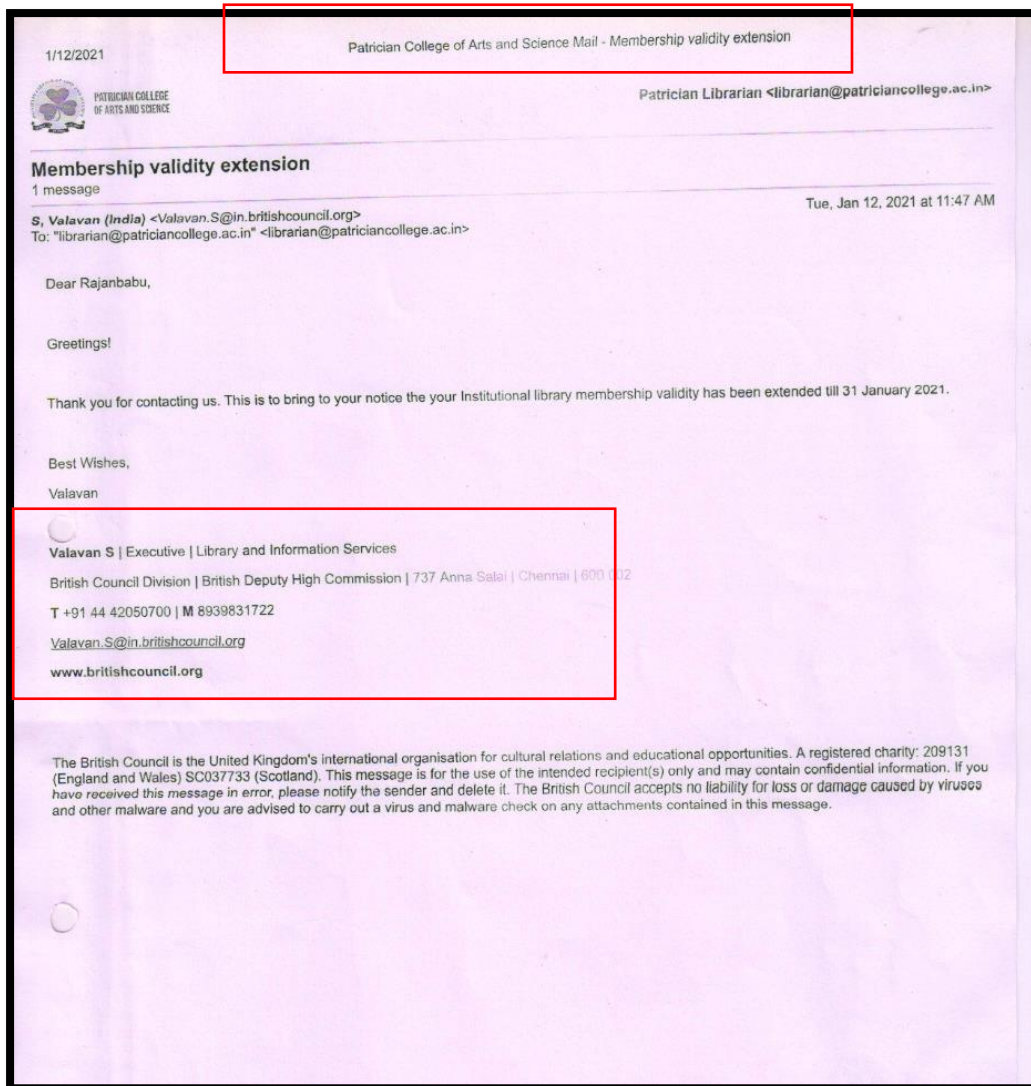 1/12/2021
Patrician College of Arts and Science Mail - Membership validity extension
PATRICIAN COLLEGE
OF ARTS AND SCIENCE
Patrician Librarian <librarian@patriciancollege.ac.in>
Membership validity extension
1 message
S, Valavan (India) <Valavan.S@in.britishcouncil.org>
Tue, Jan 12, 2021 at 11:47 AM
To: "librarian@patriciancollege.ac.in" <librarian@patriciancollege.ac.in>
Dear Rajanbabu,
Greetings!
Thank you for contacting us. This is to bring to your notice the your Institutional library membership validity has been extended till 31 January 2021.
Best Wishes,
Valavan
Valavan S | Executive | Library and Information Services
British Council Division | British Deputy High Commission | 737 Anna Salai | Chennai | 600 002
T +91 44 42050700 | M 8939831722
Valavan.S@in.britishcouncil.org
www.britishcouncil.org
The British Council is the United Kingdom's international organisation for cultural relations and educational opportunities. A registered charity: 209131
(England and Wales) SC037733 (Scotland). This message is for the use of the intended recipient(s) only and may contain confidential information. If you
have received this message in error, please notify the sender and delete it. The British Council accepts no liability for loss or damage caused by viruses
and other malware and you are advised to carry out a virus and malware check on any attachments contained in this message.